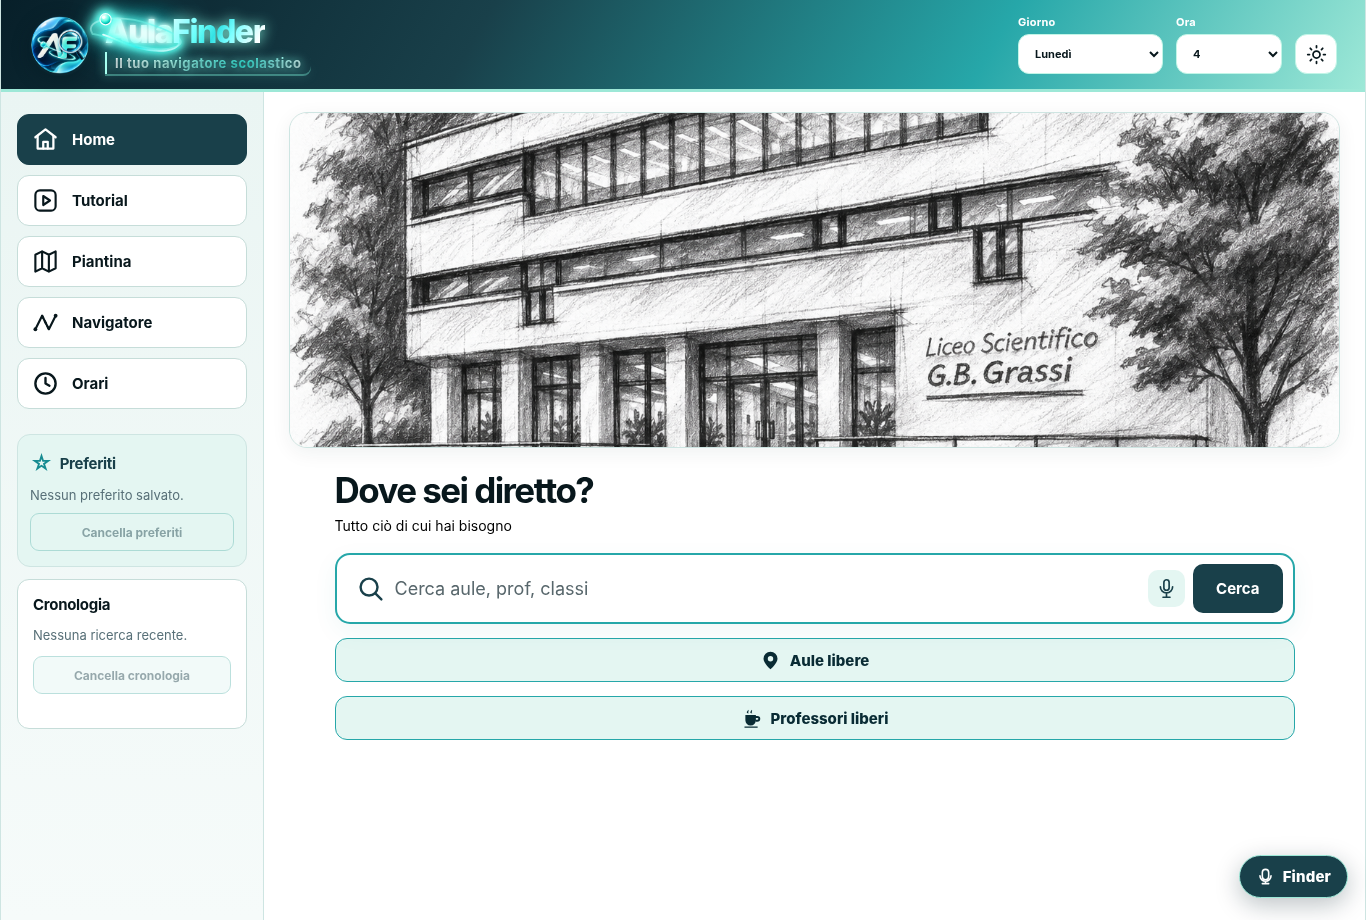 AulaFinder
Il tuo navigatore scolastico
Giorno
Ora
Lunedì
4
Home
Tutorial
Piantina
Navigatore
Orari
Preferiti
Nessun preferito salvato.
Cancella preferiti
Cronologia
Nessuna ricerca recente.
Cancella cronologia
Liceo Scientifico
G.B. Grassi
Dove sei diretto?
Tutto ciò di cui hai bisogno
Cerca aule, prof, classi
Cerca
Aule libere
Professori liberi
Finder